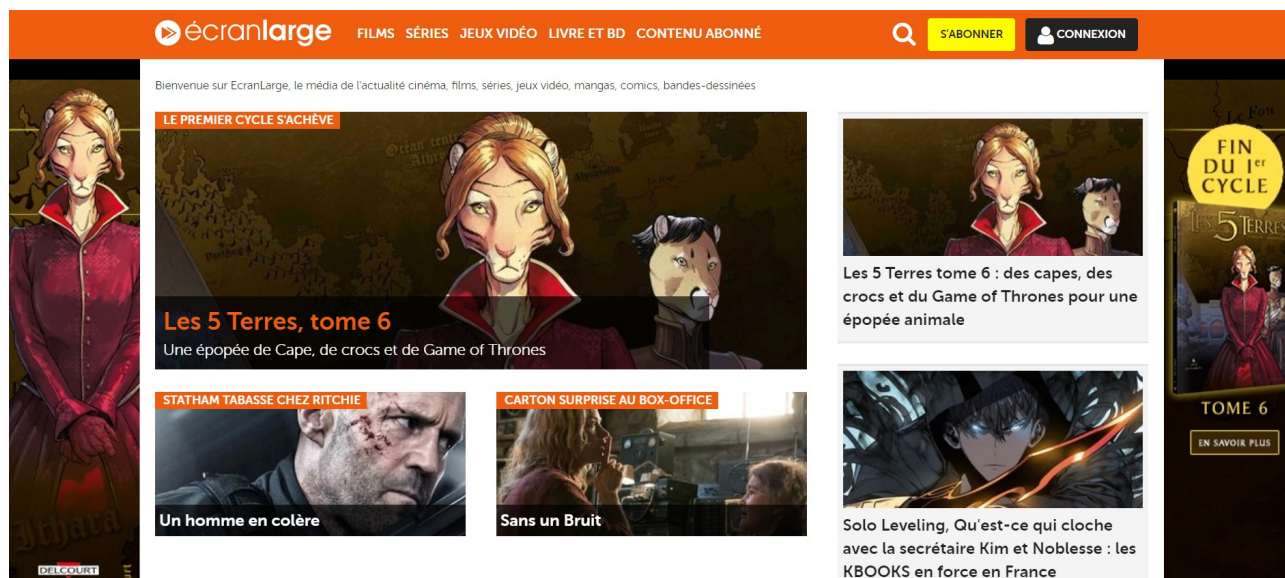 écranlarge
FILMS SÉRIES JEUX VIDÉO LIVRE ET BD CONTENU ABONNÉ
S'ABONNER
CONNEXION
Bienvenue sur EcranLarge, le média de l'actualité cinéma, films, séries, jeux vidéo, mangas, comics, bandes-dessinées
LE PREMIER CYCLE S'ACHÈVE
Les 5 Terres, tome 6
Une épopée de Cape, de crocs et de Game of Thrones
STATHAM TABASSE CHEZ RITCHIE
Un homme en colère
CARTON SURPRISE AU BOX-OFFICE
Sans un Bruit
Les 5 Terres tome 6 : des capes, des
crocs et du Game of Thrones pour une
épopée animale
Solo Leveling, Qu'est-ce qui cloche
avec la secrétaire Kim et Noblesse : les
KBOOKS en force en France
Ithara
DELCOURT
FIN
DU 1er
CYCLE
LES 5 TERRES
TOME 6
EN SAVOIR PLUS